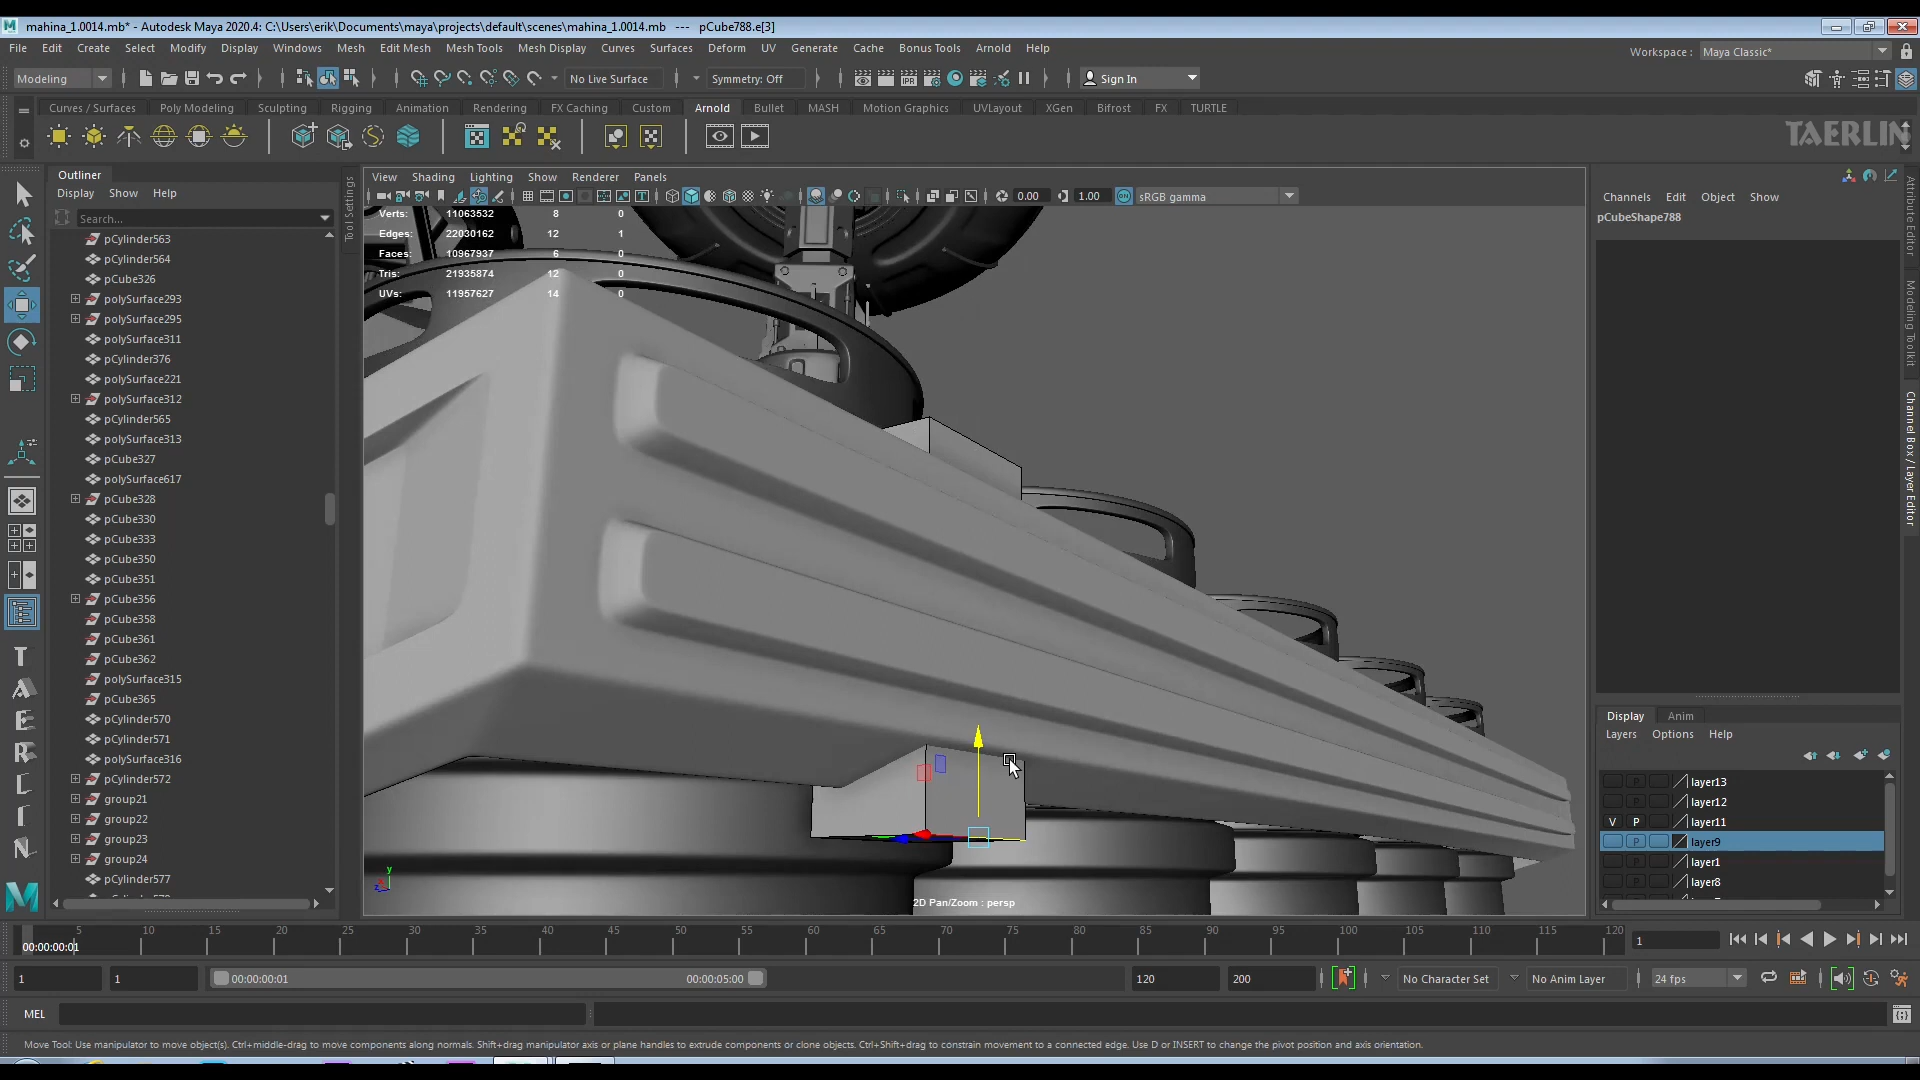 mahina_1.0014.mb* - Autodesk Maya 2020.4: C:\Users\erik\Documents\maya\projects\default\scenes\mahina_1.0014.mb --- pCube788.e[3]
File Edit Create Select Modify Display Windows Mesh Edit Mesh Mesh Tools Mesh Display Curves Surfaces Deform UV Generate Cache Bonus Tools Arnold Help
Workspace : Maya Classic*
Modeling No Live Surface Symmetry: Off Sign In
Curves / Surfaces Poly Modeling Sculpting Rigging Animation Rendering FX Caching Custom Arnold Bullet MASH Motion Graphics UVLayout XGen Bifrost FX TURTLE
TAERLIN
Outliner
Display Show Help
Search...
pCylinder563
pCylinder564
pCube326
polySurface293
polySurface295
polySurface311
pCylinder376
polySurface221
polySurface312
pCylinder565
polySurface313
pCube327
polySurface617
pCube328
pCube330
pCube333
pCube350
pCube351
pCube356
pCube358
pCube361
pCube362
polySurface315
pCube365
pCylinder570
pCylinder571
polySurface316
pCylinder572
group21
group22
group23
group24
pCylinder577
Tool Settings
View Shading Lighting Show Renderer Panels
0.00 1.00 ON sRGB gamma
Verts: 11063532 8 0
Edges: 22030162 12 1
Faces: 10967937 6 0
Tris: 21935874 12 0
UVs: 11957627 14 0
y
z
2D Pan/Zoom : persp
Channels Edit Object Show
pCubeShape788
Attribute Editor
Modeling Toolkit
Channel Box / Layer Editor
Display Anim
Layers Options Help
P layer13
P layer12
V P layer11
P layer9
P layer1
P layer8
5 10 15 20 25 30 35 40 45 50 55 60 65 70 75 80 85 90 95 100 105 110 115 120
00:00:00:01
1
1 1 00:00:00:01 00:00:05:00 120 200 No Character Set No Anim Layer 24 fps
MEL
Move Tool: Use manipulator to move object(s). Ctrl+middle-drag to move components along normals. Shift+drag manipulator axis or plane handles to extrude components or clone objects. Ctrl+Shift+drag to constrain movement to a connected edge. Use D or INSERT to change the pivot position and axis orientation.